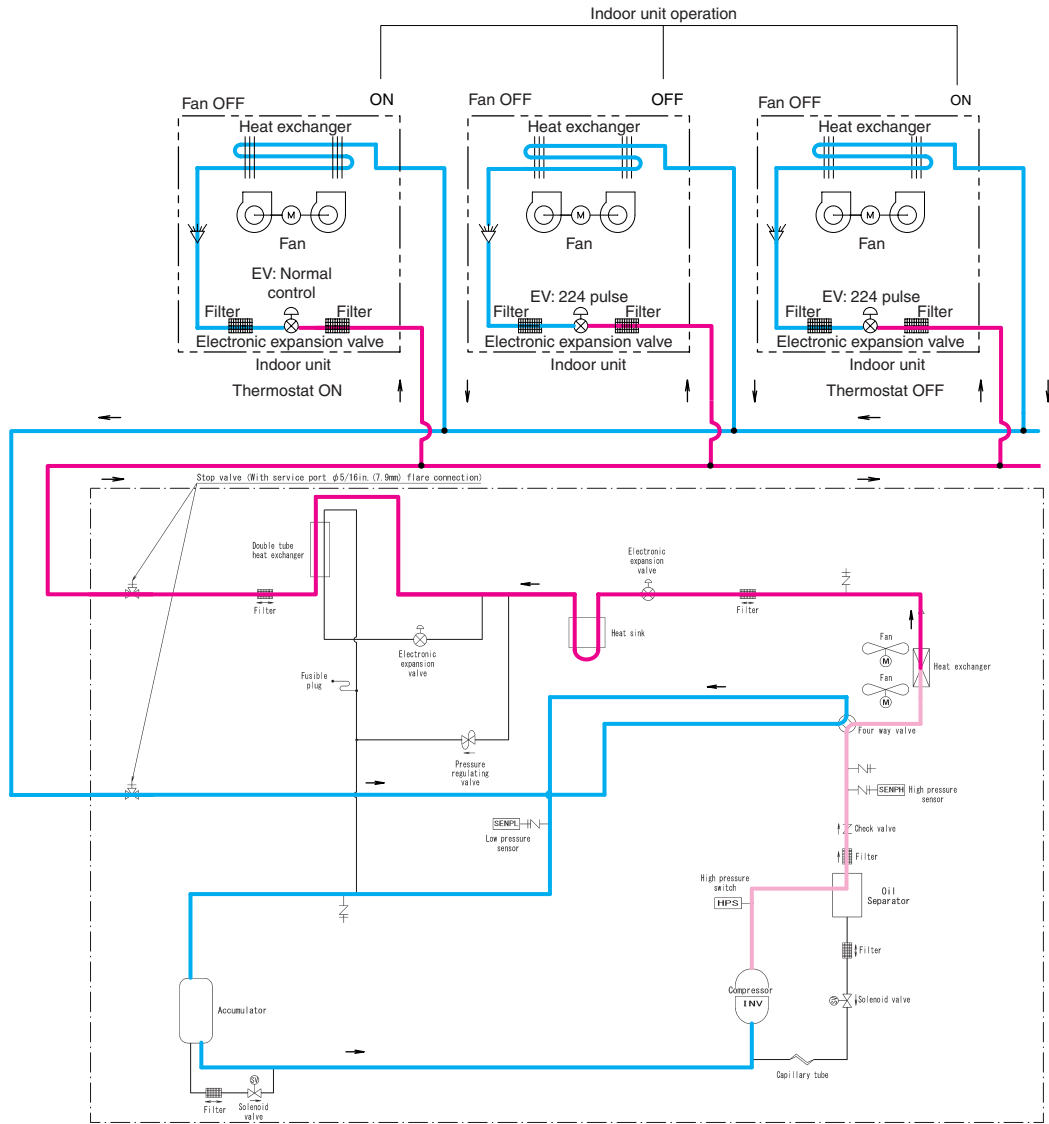 Indoor unit operation
Fan OFF
ON
Heat exchanger
M
Fan
EV: Normal
control
Filter
Filter
Electronic expansion valve
Indoor unit
Thermostat ON
Fan OFF
OFF
Heat exchanger
M
Fan
EV: 224 pulse
Filter
Filter
Electronic expansion valve
Indoor unit
Fan OFF
ON
Heat exchanger
M
Fan
EV: 224 pulse
Filter
Filter
Electronic expansion valve
Indoor unit
Thermostat OFF
Stop valve (With service port φ5/16in. (7.9mm) flare connection)
Double tube
heat exchanger
Filter
Electronic
expansion
valve
Fusible
plug
Pressure
regulating
valve
Heat sink
Electronic
expansion
valve
Filter
Fan
M
Fan
M
Heat exchanger
Four way valve
SENPH
High pressure
sensor
SENPL
Low pressure
sensor
Check valve
Filter
High pressure
switch
HPS
Oil
Separator
Filter
Compressor
INV
Solenoid valve
Capillary tube
Accumulator
SV
Filter
Solenoid
valve